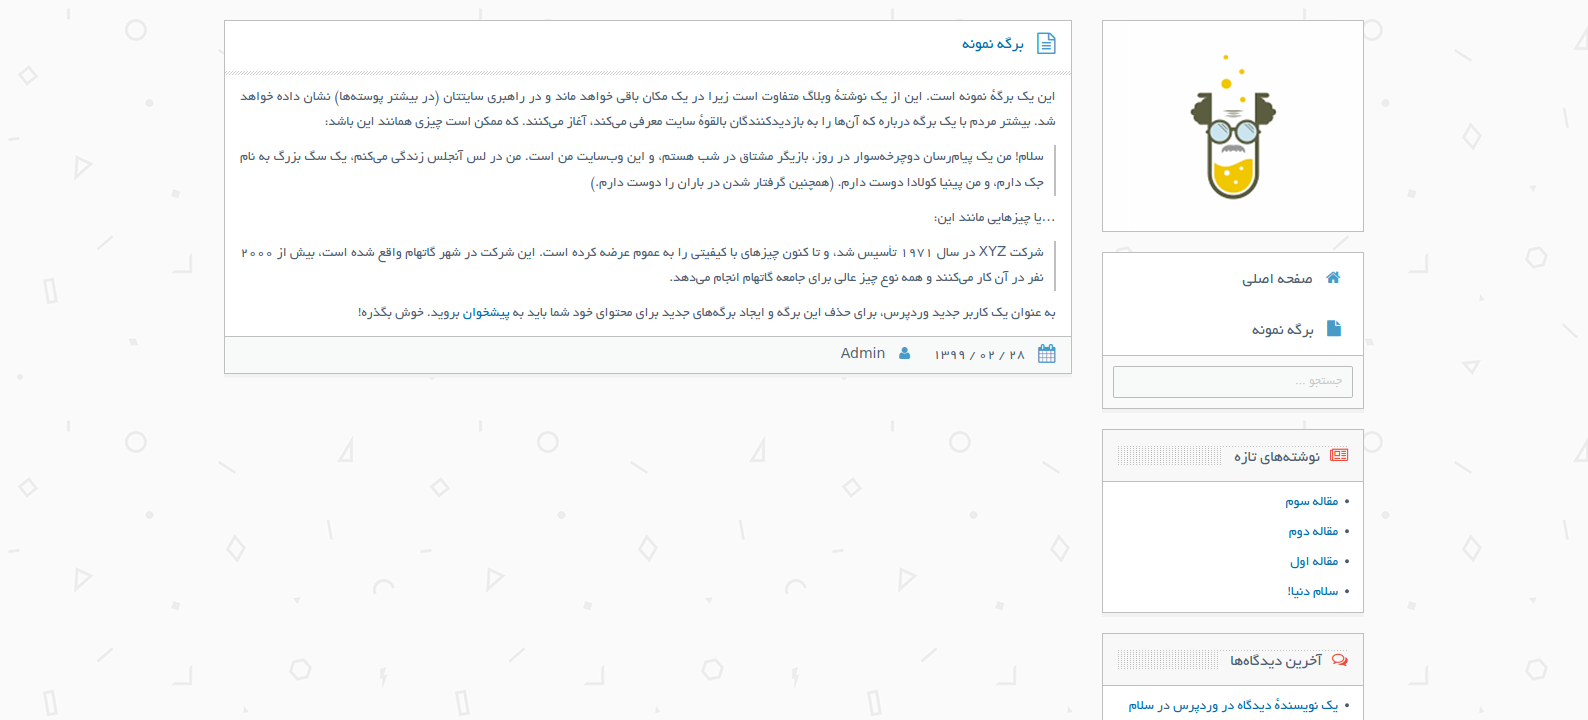 برگه نمونه
این یک برگهٔ نمونه است. این از یک نوشتهٔ وبلاگ متفاوت است زیرا در یک مکان باقی خواهد ماند و در راهبری سایتتان (در بیشتر پوسته‌ها) نشان داده خواهد
شد. بیشتر مردم با یک برگه درباره که آن‌ها را به بازدیدکنندگان بالقوهٔ سایت معرفی می‌کند، آغاز می‌کنند. که ممکن است چیزی همانند این باشد:
سلام! من یک پیام‌رسان دوچرخه‌سوار در روز، بازیگر مشتاق در شب هستم، و این وب‌سایت من است. من در لس آنجلس زندگی می‌کنم، یک سگ بزرگ به نام
جک دارم، و من پینیا کولادا دوست دارم. (همچنین گرفتار شدن در باران را دوست دارم.)
…یا چیزهایی مانند این:
شرکت XYZ در سال ۱۹۷۱ تأسیس شد، و تا کنون چیزهای با کیفیتی را به عموم عرضه کرده است. این شرکت در شهر گاتهام واقع شده است، بیش از ۲۰۰۰
نفر در آن کار می‌کنند و همه نوع چیز عالی برای جامعه گاتهام انجام می‌دهد.
به عنوان یک کاربر جدید وردپرس، برای حذف این برگه و ایجاد برگه‌های جدید برای محتوای خود شما باید به پیشخوان بروید. خوش بگذره!
۱۳۹۹ / ۰۲ / ۲۸ Admin
صفحه اصلی
برگه نمونه
جستجو ...
نوشته‌های تازه
• مقاله سوم
• مقاله دوم
• مقاله اول
• سلام دنیا!
آخرین دیدگاه‌ها
• یک نویسندهٔ دیدگاه در وردپرس در سلام